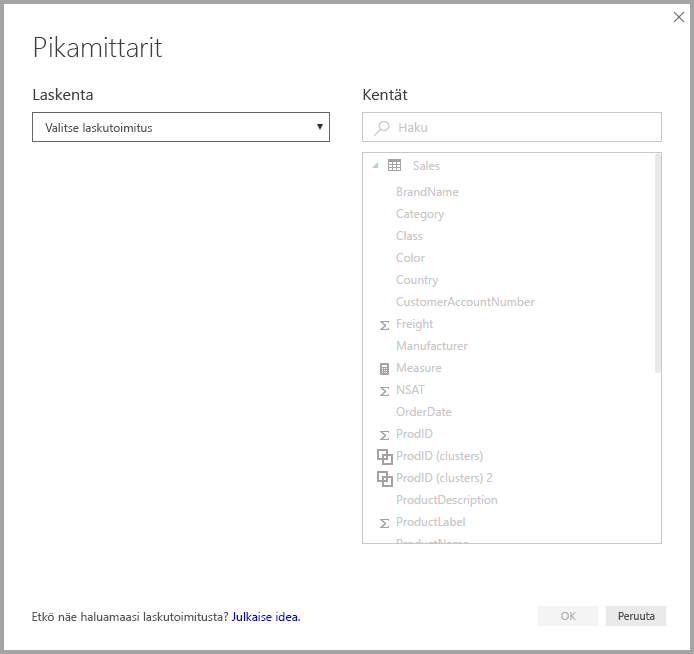 Pikamittarit
Laskenta
Valitse laskutoimitus
Kentät
Haku
Sales
BrandName
Category
Class
Color
Country
CustomerAccountNumber
Freight
Manufacturer
Measure
NSAT
OrderDate
ProdID
ProdID (clusters)
ProdID (clusters) 2
ProductDescription
ProductLabel
ProductName
Etkö näe haluamaasi laskutoimitusta? Julkaise idea.
OK
Peruuta